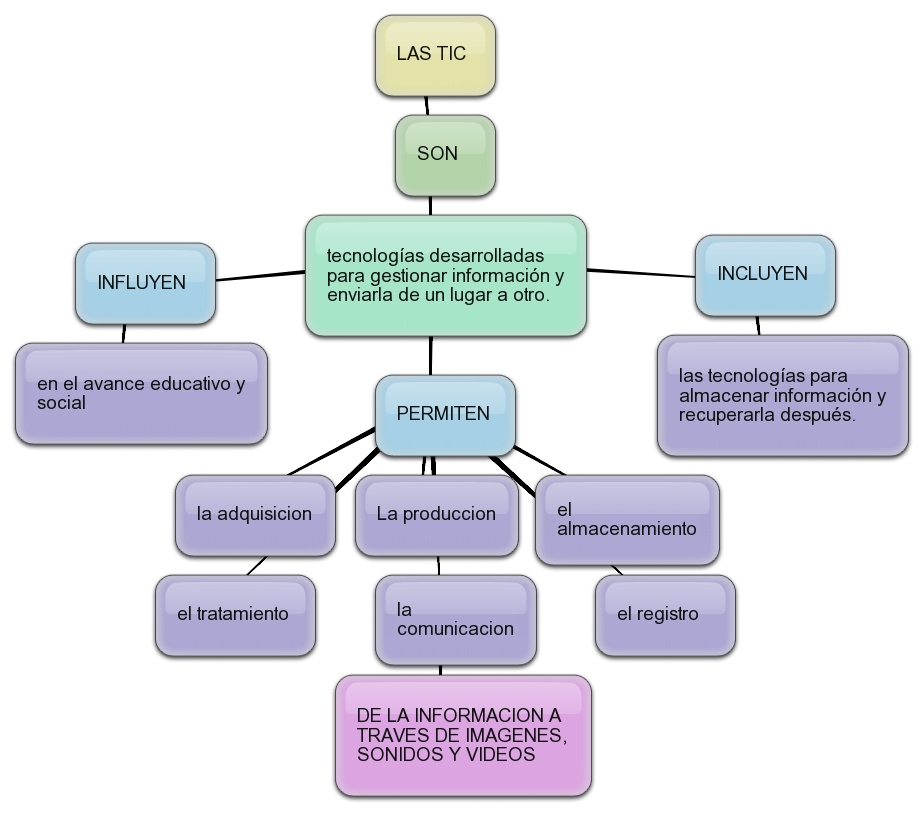 LAS TIC
SON
tecnologías desarrolladas
para gestionar información y
enviarla de un lugar a otro.
INFLUYEN
en el avance educativo y
social
INCLUYEN
las tecnologías para
almacenar información y
recuperarla después.
PERMITEN
la adquisicion
La produccion
el
almacenamiento
el tratamiento
la
comunicacion
el registro
DE LA INFORMACION A
TRAVES DE IMAGENES,
SONIDOS Y VIDEOS